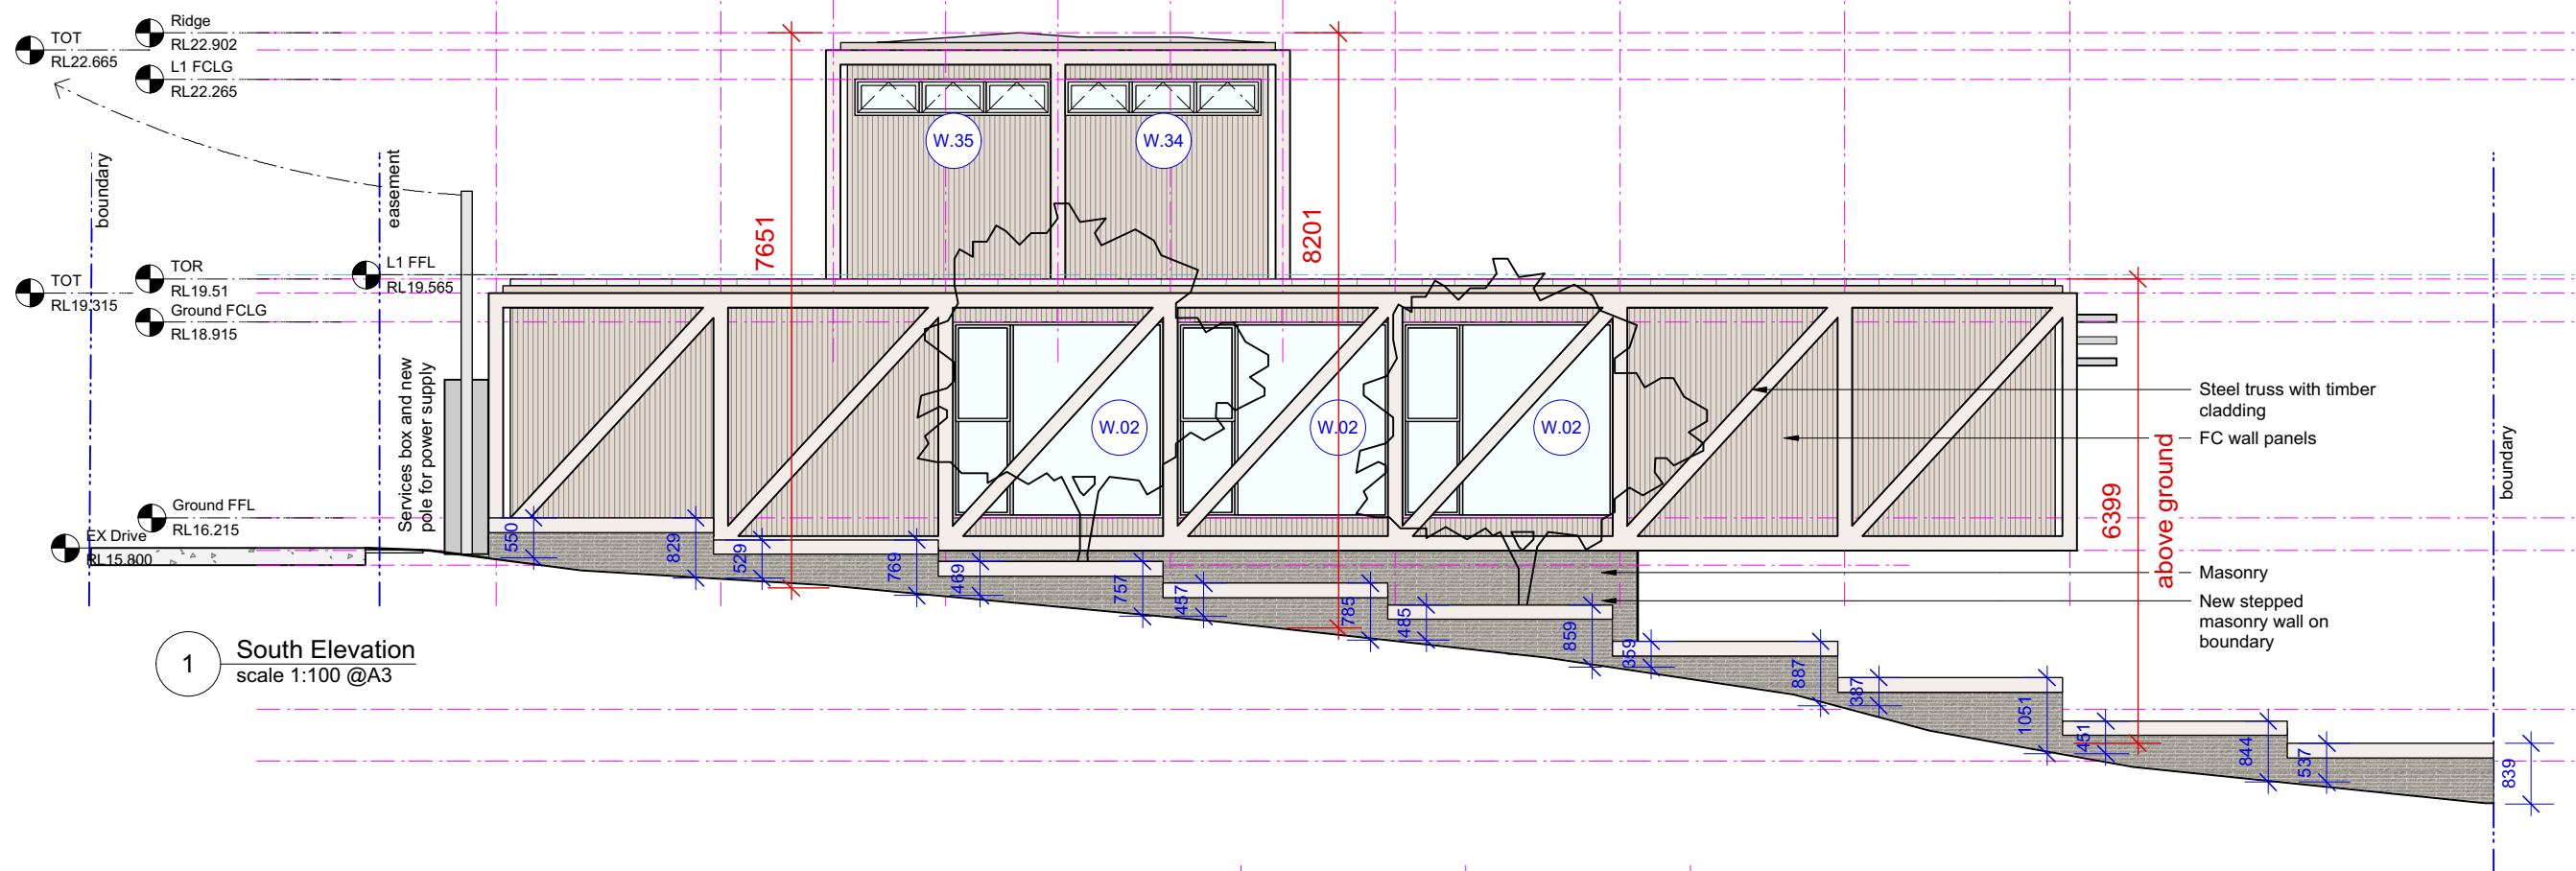 Ridge
RL22.902
TOT
RL22.665
L1 FCLG
RL22.265
W.35
W.34
boundary
easement
7651
8201
L1 FFL
RL19.565
TOR
RL19.51
TOT
RL19.315
Ground FCLG
RL18.915
Services box and new
pole for power supply
W.02
W.02
W.02
Steel truss with timber
cladding
FC wall panels
6399
above ground
boundary
Ground FFL
RL16.215
EX Drive
RL15.800
550
829
529
769
469
757
457
785
485
859
359
887
387
1051
451
844
537
839
Masonry
New stepped
masonry wall on
boundary
1
South Elevation
scale 1:100 @A3